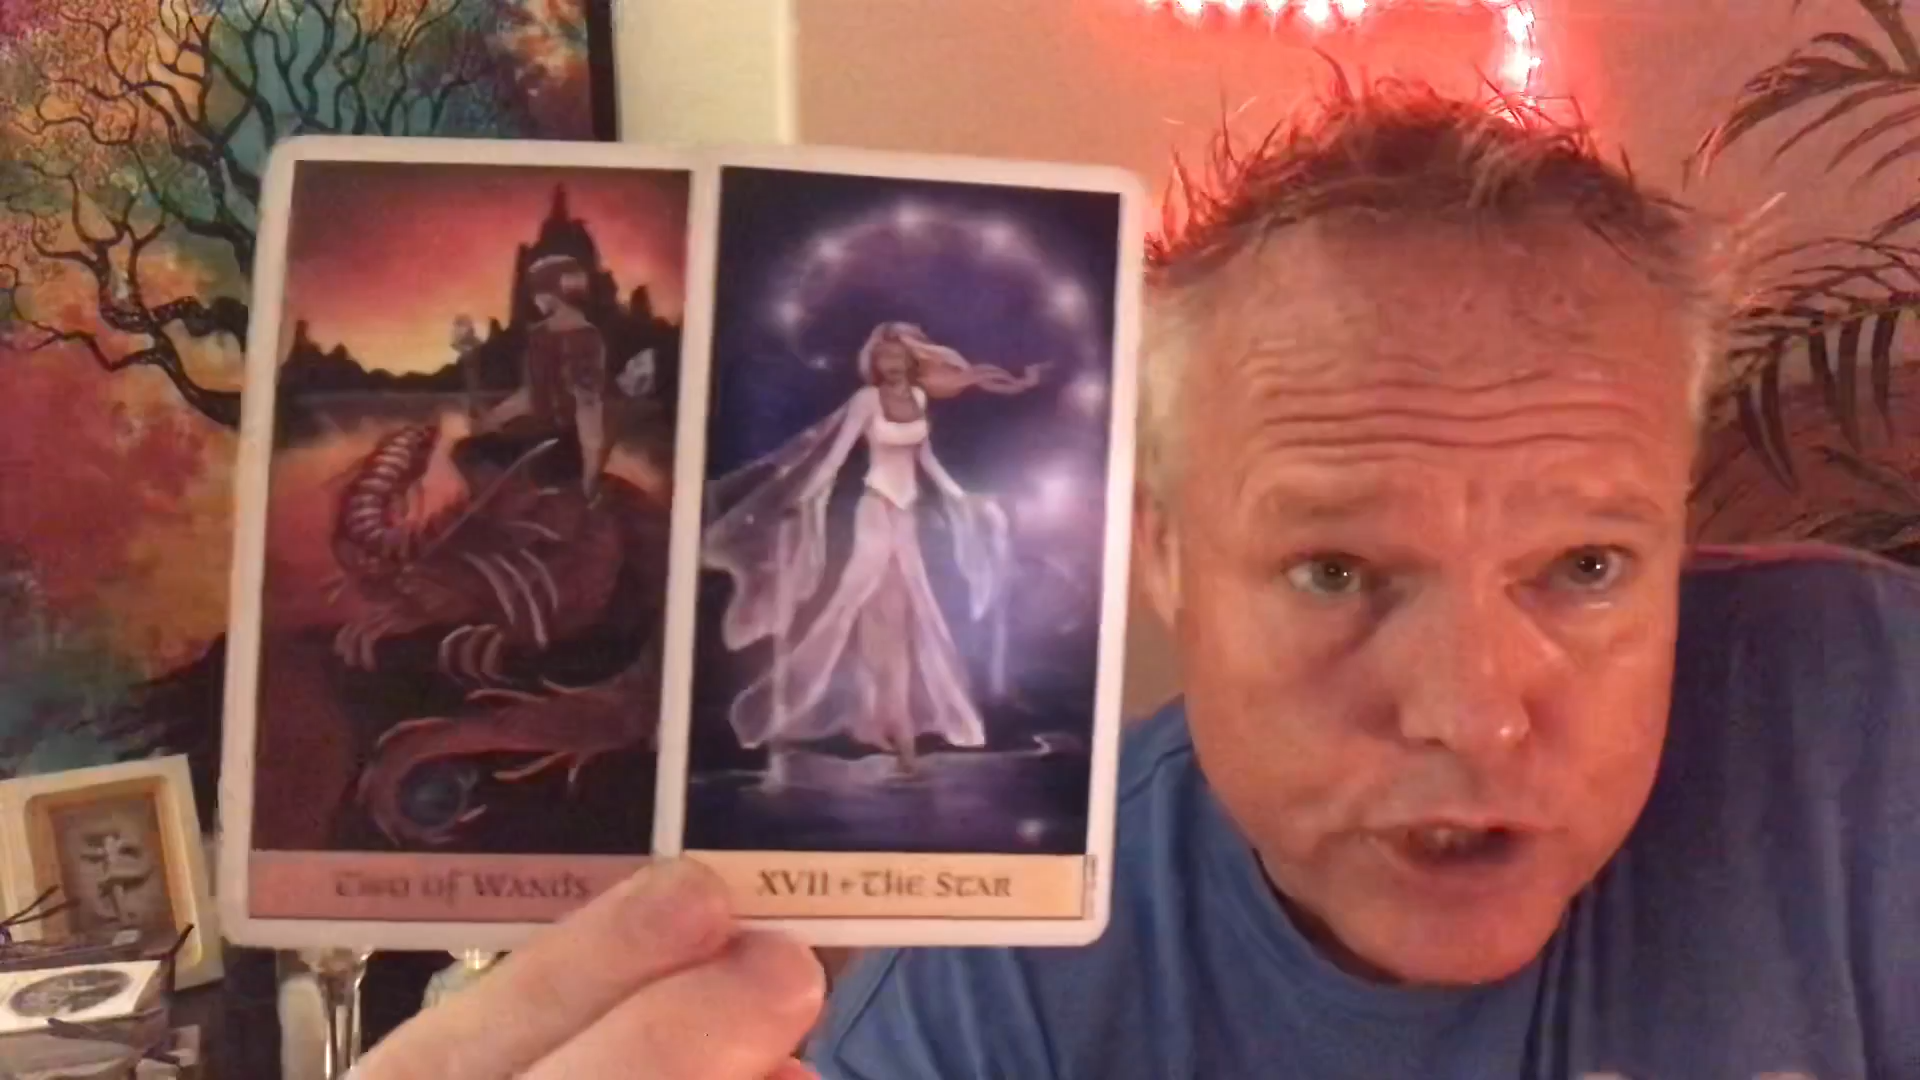 Two of Wands
XVII + The Star